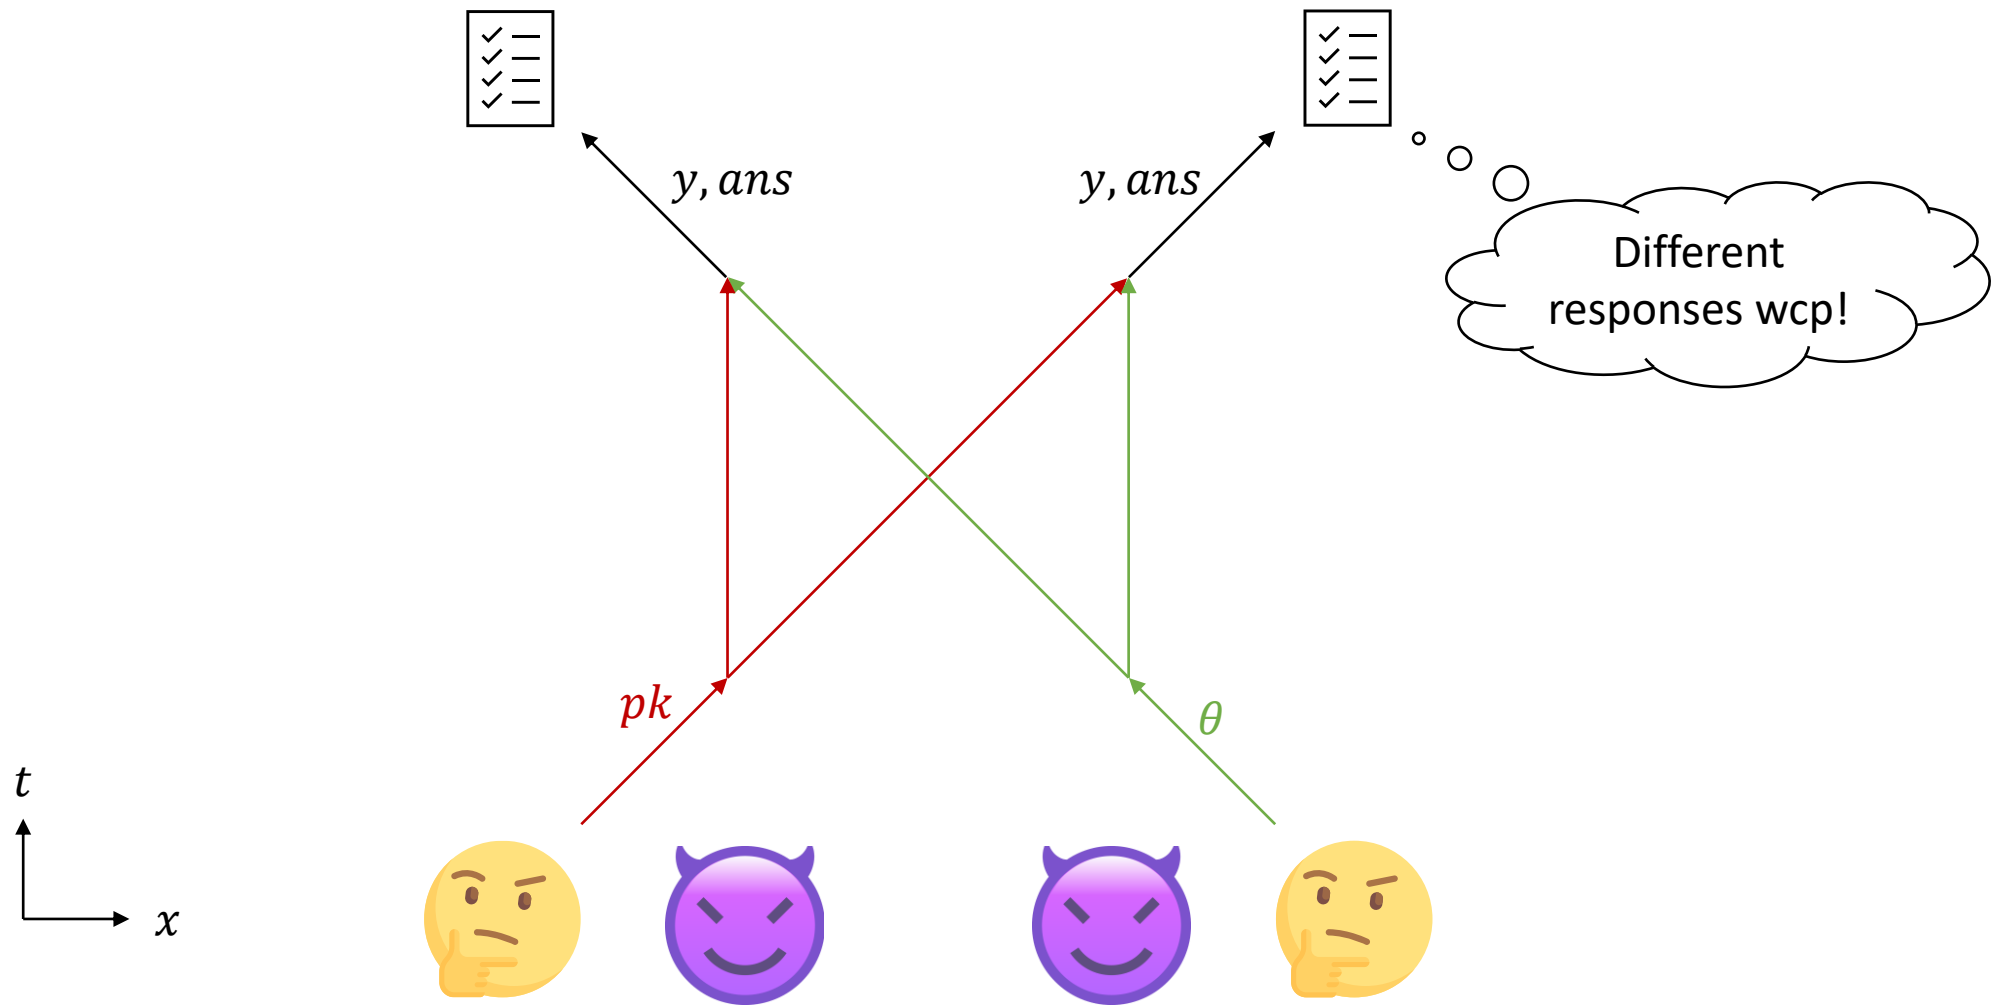 y, ans
y, ans
Different
responses wcp!
pk
θ
t
x